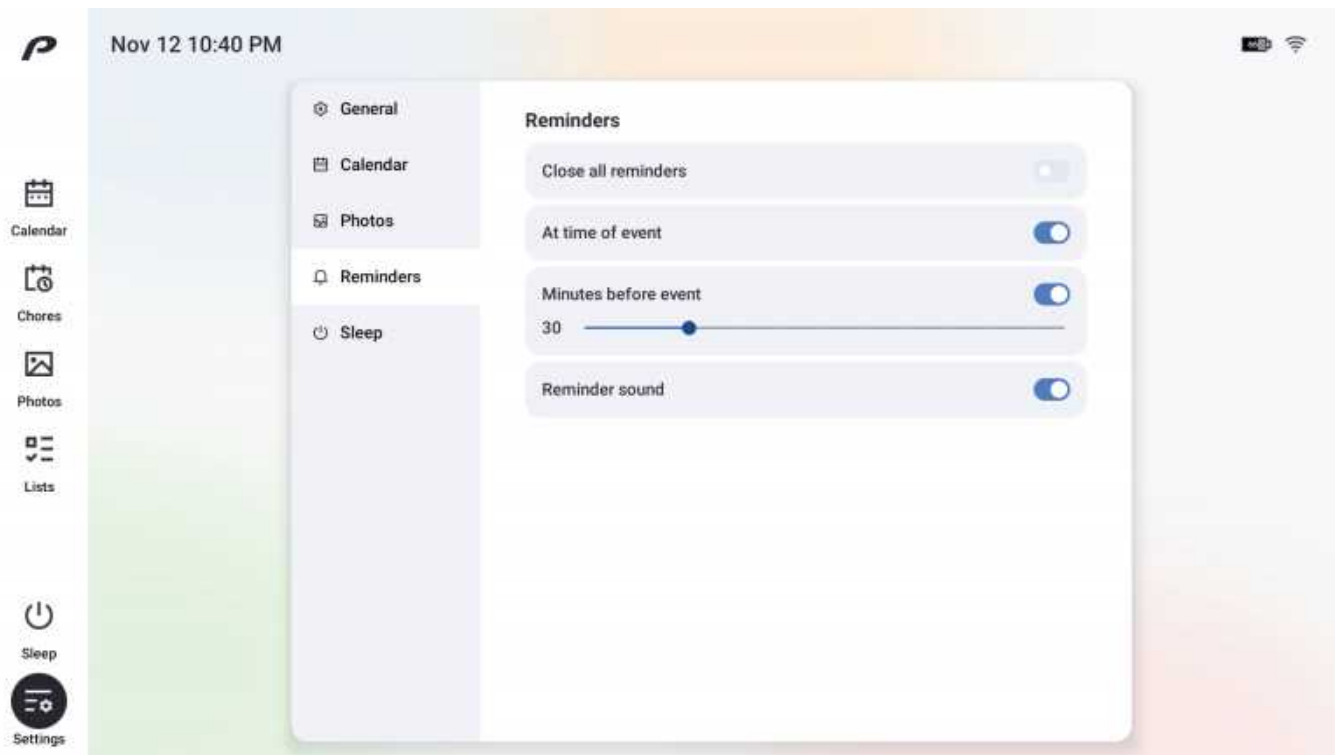 Nov 12 10:40 PM
Calendar
Chores
Photos
Lists
Sleep
Settings
General
Calendar
Photos
Reminders
Sleep
Reminders
Close all reminders
At time of event
Minutes before event
30
Reminder sound